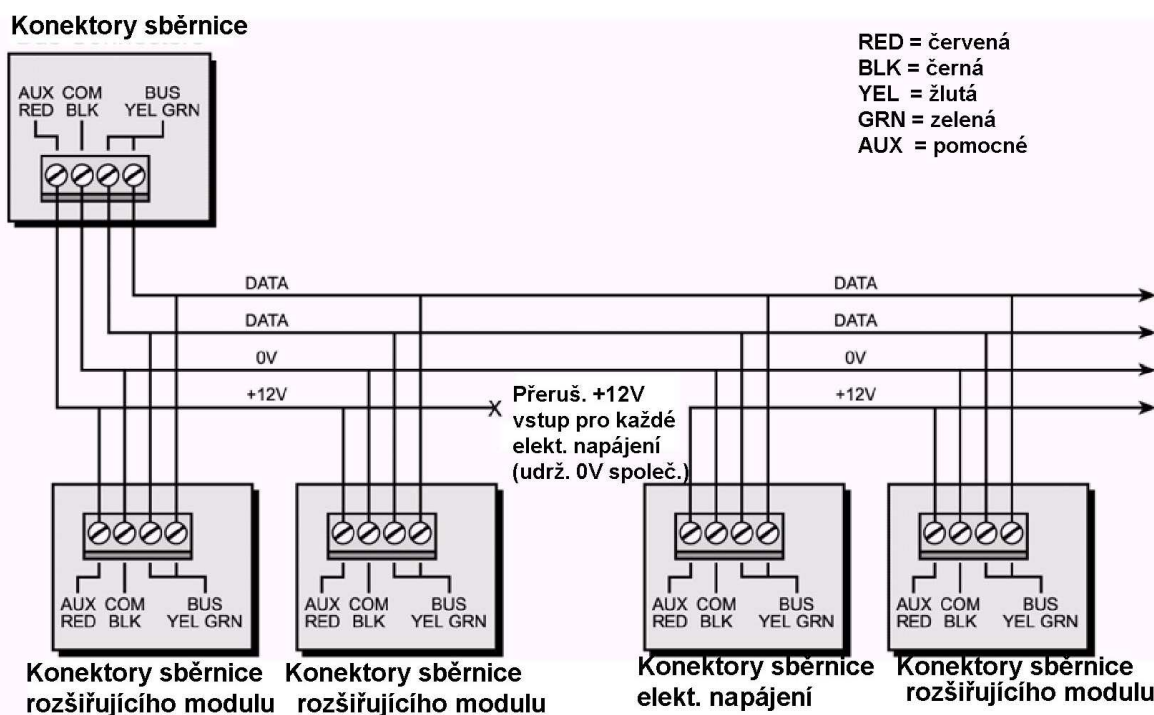 Konektory sběrnice
AUX COM BUS
RED BLK YEL GRN
RED = červená
BLK = černá
YEL = žlutá
GRN = zelená
AUX = pomocné
DATA DATA
DATA DATA
0V 0V
+12V +12V
X
Přeruš. +12V
vstup pro každé
elekt. napájení
(udrž. 0V společ.)
AUX COM BUS
RED BLK YEL GRN
Konektory sběrnice
rozšiřujícího modulu
AUX COM BUS
RED BLK YEL GRN
Konektory sběrnice
rozšiřujícího modulu
AUX COM BUS
RED BLK YEL GRN
Konektory sběrnice
elekt. napájení
AUX COM BUS
RED BLK YEL GRN
Konektory sběrnice
rozšiřujícího modulu